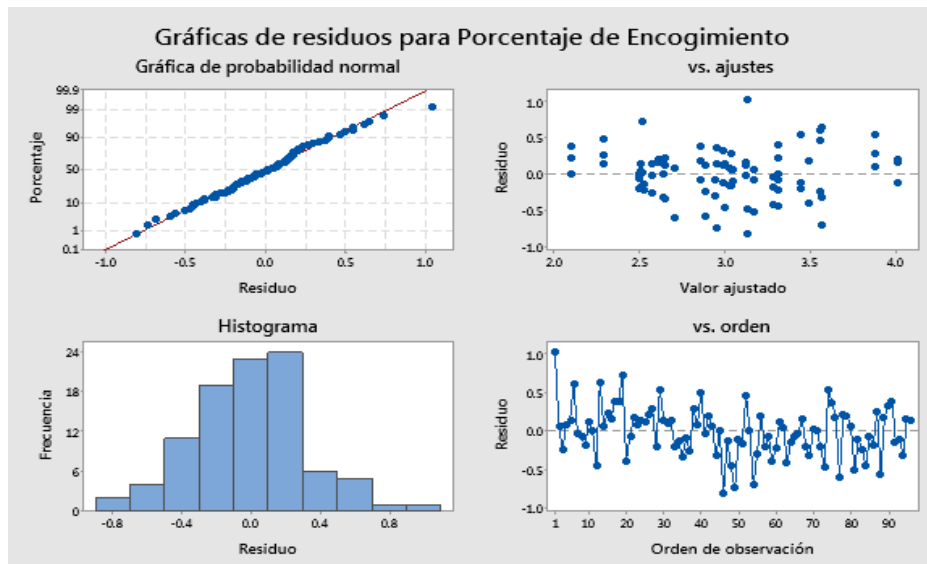 Gráficas de residuos para Porcentaje de Encogimiento
Gráfica de probabilidad normal
99.9
99
90
50
10
1
0.1
Porcentaje
-1.0 -0.5 0.0 0.5 1.0
Residuo
vs. ajustes
1.0
0.5
0.0
-0.5
-1.0
Residuo
2.0 2.5 3.0 3.5 4.0
Valor ajustado
Histograma
24
18
12
6
0
Frecuencia
-0.8 -0.4 0.0 0.4 0.8
Residuo
vs. orden
1.0
0.5
0.0
-0.5
-1.0
Residuo
1 10 20 30 40 50 60 70 80 90
Orden de observación